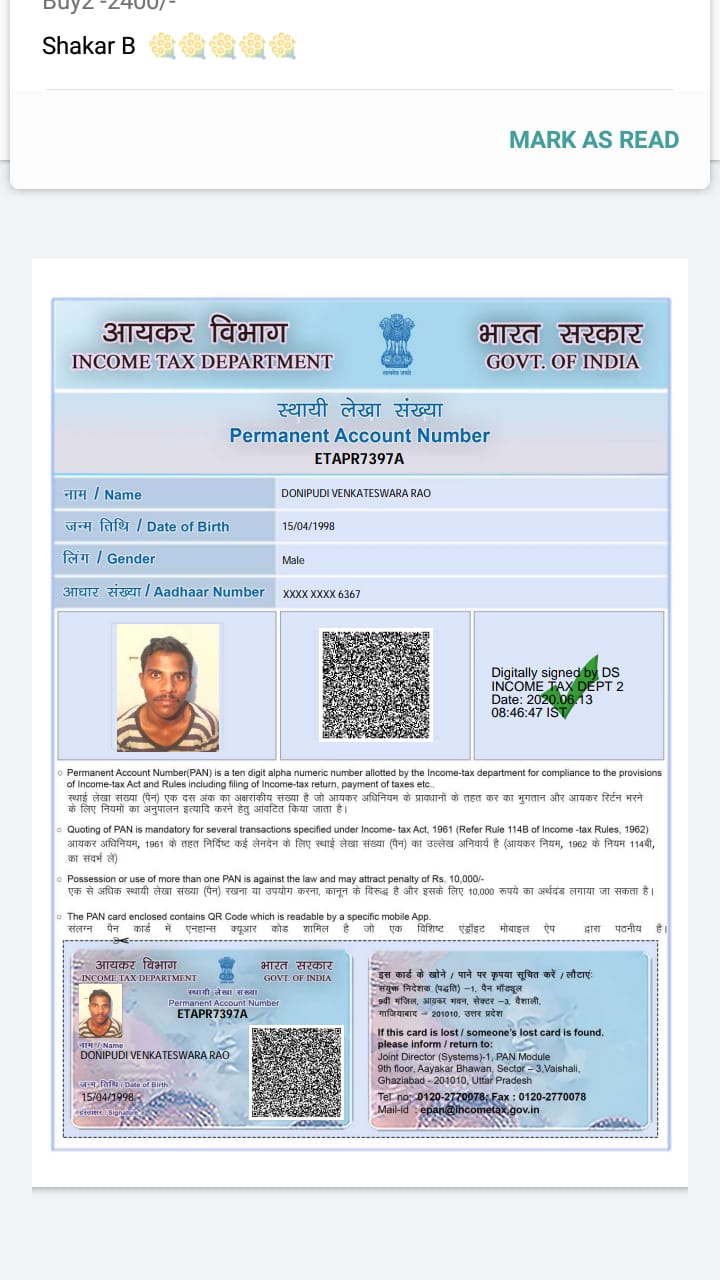 Buy2 -2400/-
Shakar B
MARK AS READ
आयकर विभाग
INCOME TAX DEPARTMENT
सत्यमेव जयते
भारत सरकार
GOVT. OF INDIA
स्थायी लेखा संख्या
Permanent Account Number
ETAPR7397A
नाम / Name
DONIPUDI VENKATESWARA RAO
जन्म तिथि / Date of Birth
15/04/1998
लिंग / Gender
Male
आधार संख्या / Aadhaar Number
XXXX XXXX 6367
Digitally signed by DS
INCOME TAX DEPT 2
Date: 2020.06.13
08:46:47 IST
Permanent Account Number(PAN) is a ten digit alpha numeric number allotted by the Income-tax department for compliance to the provisions
of Income-tax Act and Rules including filing of Income-tax return, payment of taxes etc..
स्थाई लेखा संख्या (पैन) एक दस अंक का अक्षरांकीय संख्या है जो आयकर अधिनियम के प्रावधानों के तहत कर का भुगतान और आयकर रिर्टन भरने
के लिए नियमों का अनुपालन इत्यादि करने हेतु आवंटित किया जाता है।
Quoting of PAN is mandatory for several transactions specified under Income- tax Act, 1961 (Refer Rule 114B of Income -tax Rules, 1962)
आयकर अधिनियम, 1961 के तहत निर्दिष्ट कई लेनदेन के लिए स्थाई लेखा संख्या (पैन) का उल्लेख अनिवार्य है (आयकर नियम, 1962 के नियम 114बी,
का संदर्भ लें)
Possession or use of more than one PAN is against the law and may attract penalty of Rs. 10,000/-
एक से अधिक स्थायी लेखा संख्या (पैन) रखना या उपयोग करना, कानून के विरूद्ध है और इसके लिए 10,000 रूपये का अर्थदंड लगाया जा सकता है।
The PAN card enclosed contains QR Code which is readable by a specific mobile App.
संलग्न पैन कार्ड में एनहान्स क्यूआर कोड शामिल है जो एक विशिष्ट एंड्रॉइट मोबाइल ऐप द्वारा पठनीय है।
आयकर विभाग
INCOME TAX DEPARTMENT
भारत सरकार
GOVT. OF INDIA
स्थायी लेखा संख्या
Permanent Account Number
ETAPR7397A
नाम / Name
DONIPUDI VENKATESWARA RAO
जन्म तिथि / Date of Birth
15/04/1998
हस्ताक्षर / Signature
इस कार्ड के खोने / पाने पर कृपया सूचित करें / लौटाएं:
संयुक्त निदेशक (पद्धति) –1, पैन मॉड्यूल
9वी मंजिल, आयकर भवन, सेक्टर –3, वैशाली,
गाजियाबाद – 201010, उत्तर प्रदेश
If this card is lost / someone's lost card is found.
please inform / return to:
Joint Director (Systems)-1, PAN Module
9th floor, Aayakar Bhawan, Sector – 3,Vaishali,
Ghaziabad - 201010, Uttar Pradesh
Tel no: 0120-2770078; Fax : 0120-2770078
Mail-id : epan@incometax.gov.in